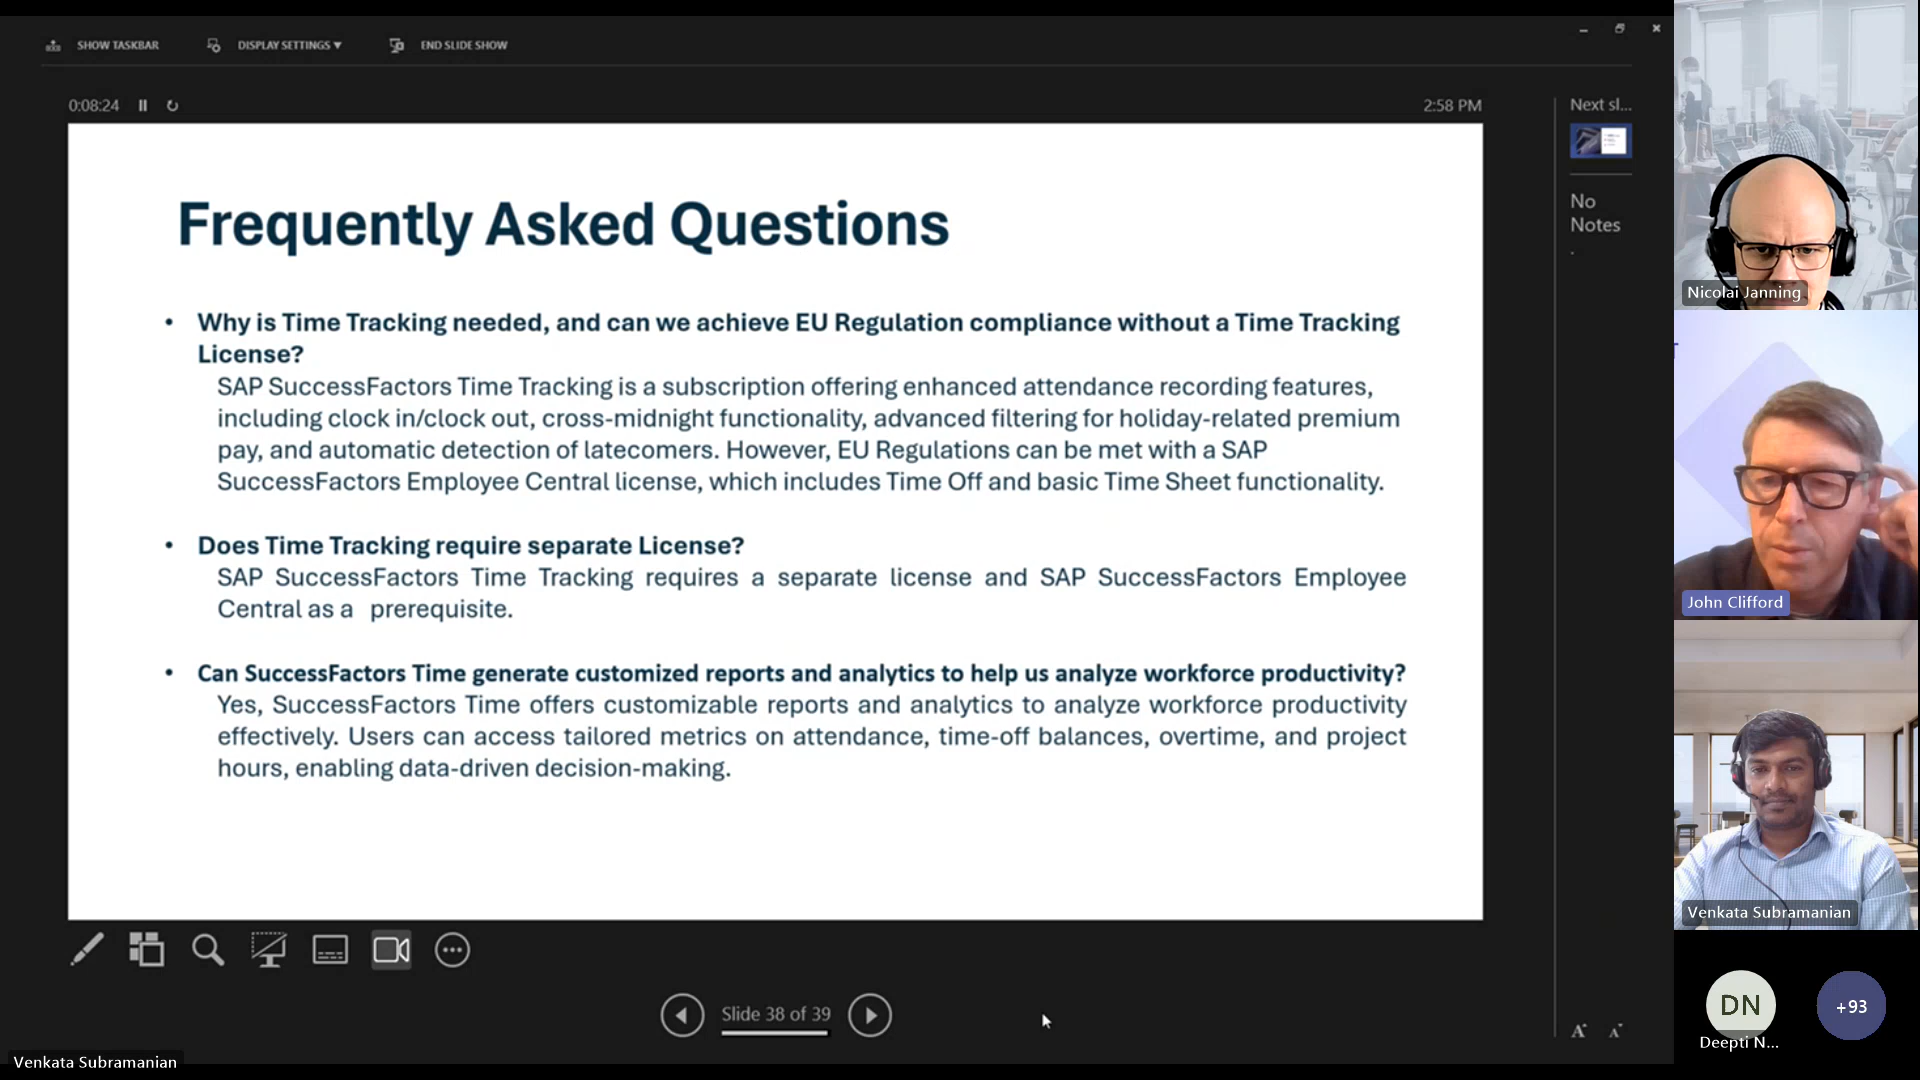 SHOW TASKBAR
DISPLAY SETTINGS
END SLIDE SHOW
0:08:24
2:58 PM
Next sl...
No
Notes
.
Frequently Asked Questions
• Why is Time Tracking needed, and can we achieve EU Regulation compliance without a Time Tracking
License?
SAP SuccessFactors Time Tracking is a subscription offering enhanced attendance recording features,
including clock in/clock out, cross-midnight functionality, advanced filtering for holiday-related premium
pay, and automatic detection of latecomers. However, EU Regulations can be met with a SAP
SuccessFactors Employee Central license, which includes Time Off and basic Time Sheet functionality.
• Does Time Tracking require separate License?
SAP SuccessFactors Time Tracking requires a separate license and SAP SuccessFactors Employee
Central as a prerequisite.
• Can SuccessFactors Time generate customized reports and analytics to help us analyze workforce productivity?
Yes, SuccessFactors Time offers customizable reports and analytics to analyze workforce productivity
effectively. Users can access tailored metrics on attendance, time-off balances, overtime, and project
hours, enabling data-driven decision-making.
Slide 38 of 39
A A
Venkata Subramanian
Nicolai Janning
John Clifford
Venkata Subramanian
DN
Deepti N...
+93